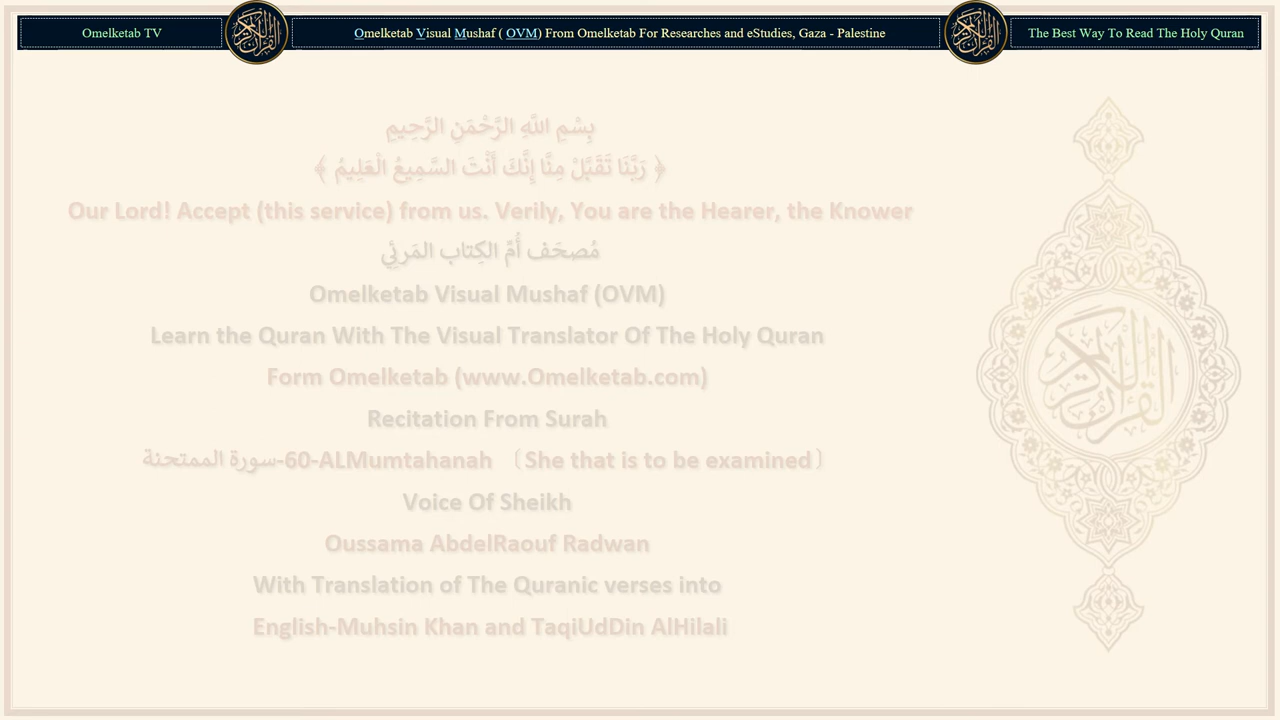 Omelketab TV
Omelketab Visual Mushaf ( OVM) From Omelketab For Researches and eStudies, Gaza - Palestine
The Best Way To Read The Holy Quran
بِسْمِ اللَّهِ الرَّحْمَنِ الرَّحِيمِ
﴿ رَبَّنَا تَقَبَّلْ مِنَّا إِنَّكَ أَنْتَ السَّمِيعُ الْعَلِيمُ ﴾
Our Lord! Accept (this service) from us. Verily, You are the Hearer, the Knower
مُصحَف أُمِّ الكِتاب المَرئِي
Omelketab Visual Mushaf (OVM)
Learn the Quran With The Visual Translator Of The Holy Quran
Form Omelketab (www.Omelketab.com)
Recitation From Surah
سورة الممتحنة-60-ALMumtahanah 〔She that is to be examined〕
Voice Of Sheikh
Oussama AbdelRaouf Radwan
With Translation of The Quranic verses into
English-Muhsin Khan and TaqiUdDin AlHilali
القرآن الكريم